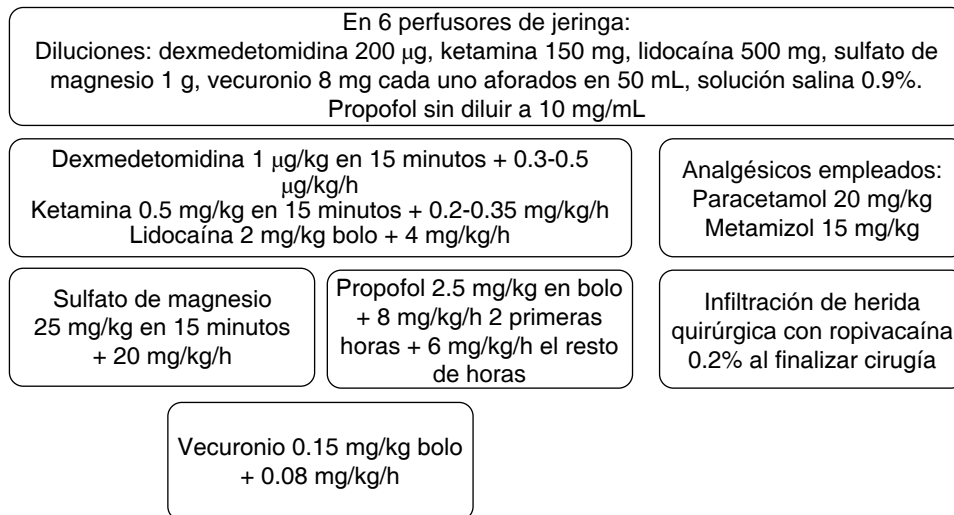 En 6 perfusores de jeringa:
Diluciones: dexmedetomidina 200 μg, ketamina 150 mg, lidocaína 500 mg, sulfato de
magnesio 1 g, vecuronio 8 mg cada uno aforados en 50 mL, solución salina 0.9%.
Propofol sin diluir a 10 mg/mL
Dexmedetomidina 1 μg/kg en 15 minutos + 0.3-0.5
μg/kg/h
Ketamina 0.5 mg/kg en 15 minutos + 0.2-0.35 mg/kg/h
Lidocaína 2 mg/kg bolo + 4 mg/kg/h
Analgésicos empleados:
Paracetamol 20 mg/kg
Metamizol 15 mg/kg
Sulfato de magnesio
25 mg/kg en 15 minutos
+ 20 mg/kg/h
Propofol 2.5 mg/kg en bolo
+ 8 mg/kg/h 2 primeras
horas + 6 mg/kg/h el resto
de horas
Infiltración de herida
quirúrgica con ropivacaína
0.2% al finalizar cirugía
Vecuronio 0.15 mg/kg bolo
+ 0.08 mg/kg/h